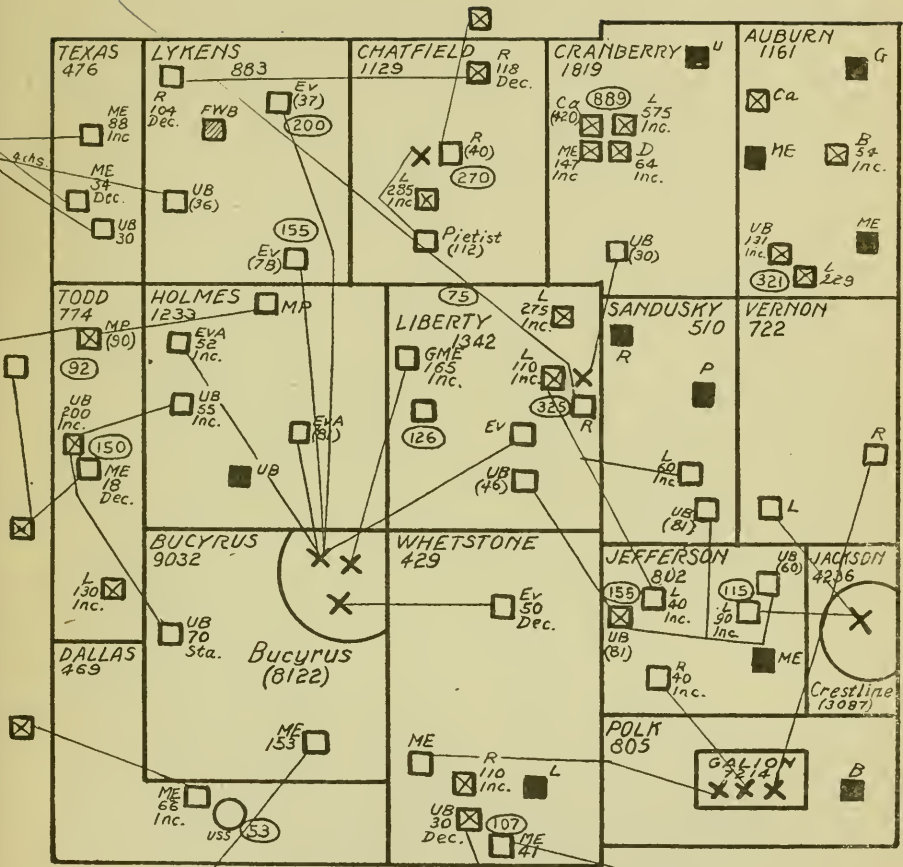 TEXAS
476
ME
88
Inc
4chs.
ME
34
Dec.
UB
30
LYKENS
883
R
104
Dec.
FWB
Ev
(37)
200
UB
(36)
155
Ev
(78)
CHATFIELD
1129
R
118
Dec.
R
(40)
270
L
285
Inc
Pietist
(112)
75
CRANBERRY
1819
U
Ca
(420)
889
L
575
Inc.
ME
147
Inc
D
64
Inc.
UB
(30)
AUBURN
1161
G
Ca
ME
B
54
Inc.
ME
UB
131
Inc.
321
L
229
TODD
774
MP
(90)
92
UB
200
Inc.
150
ME
18
Dec.
L
130
Inc.
HOLMES
1233
MP
EVA
52
Inc.
UB
55
Inc.
EVA
(81)
UB
LIBERTY
1342
L
275
Inc.
GME
165
Inc.
L
110
Inc.
325
R
126
Ev
UB
(46)
SANDUSKY
510
R
P
L
60
Inc
UB
(81)
VERNON
722
R
L
BUCYRUS
9032
Bucyrus
(8122)
UB
70
Sta.
ME
153
WHETSTONE
429
Ev
50
Dec.
ME
R
110
Inc.
L
UB
30
Dec.
107
ME
41
JEFFERSON
802
155
L
40
Inc.
UB
(81)
115
L
90
Inc
UB
(60)
ME
R
40
Inc.
JACKSON
4236
Crestline
(3087)
DALLAS
469
ME
66
Inc.
USS
53
POLK
805
GALION
7214
B